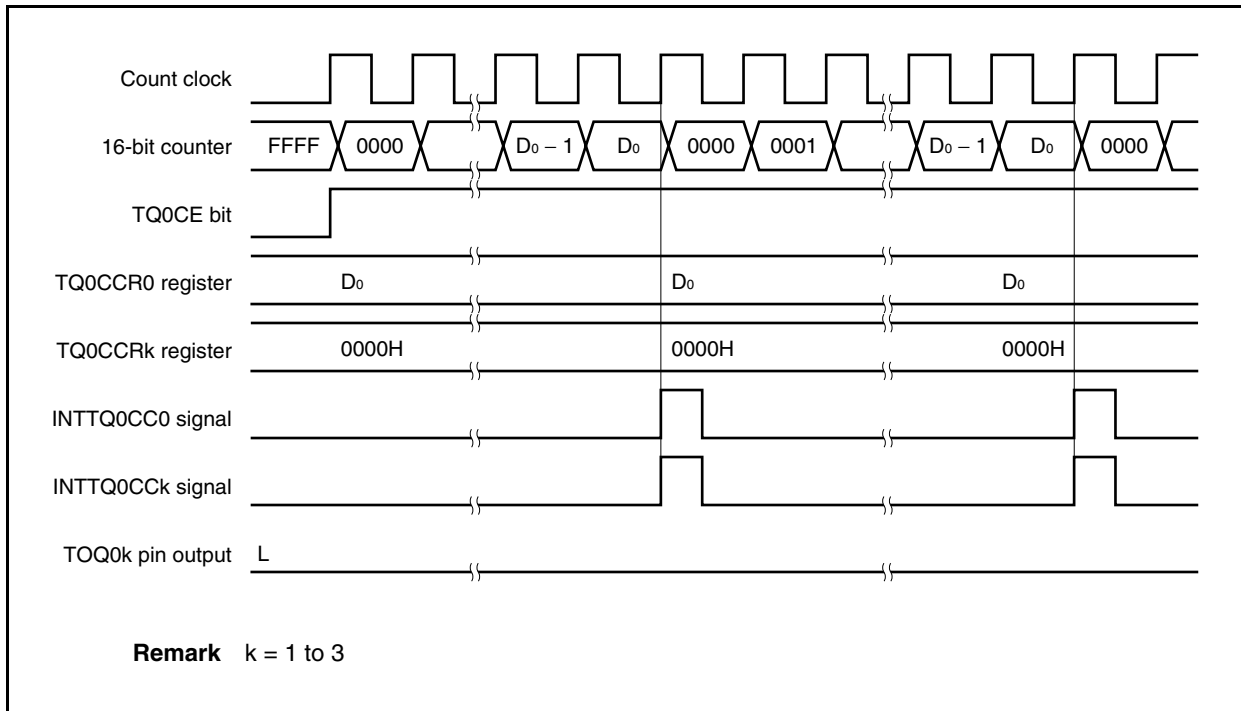 Count clock
16-bit counter FFFF 0000 D₀ − 1 D₀ 0000 0001 D₀ − 1 D₀ 0000
TQ0CE bit
TQ0CCR0 register D₀ D₀ D₀
TQ0CCRk register 0000H 0000H 0000H
INTTQ0CC0 signal
INTTQ0CCk signal
TOQ0k pin output L
Remark k = 1 to 3